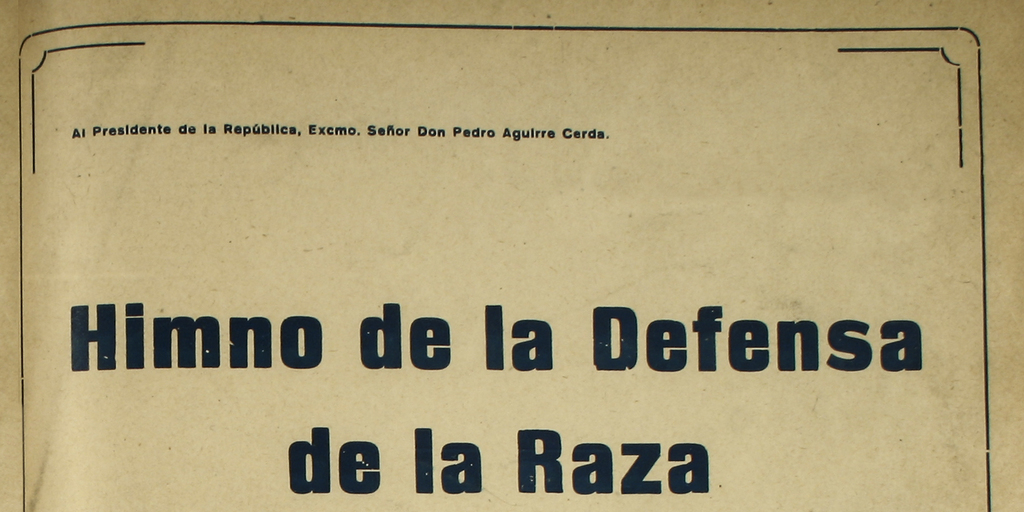 Al Presidente de la República, Excmo. Señor Don Pedro Aguirre Cerda.
Himno de la Defensa
de la Raza